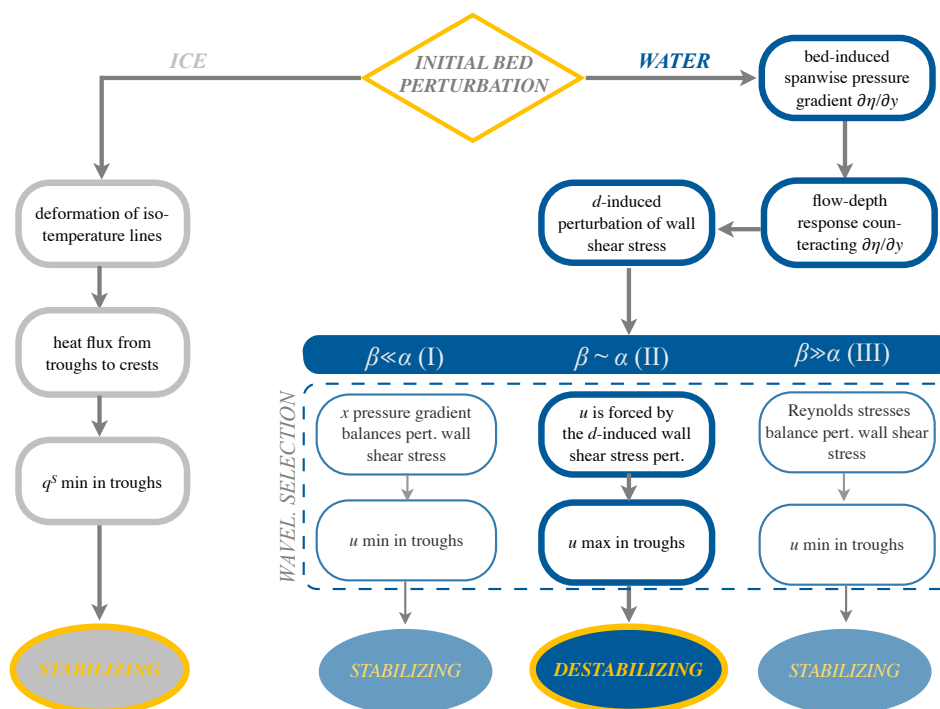 ICE
INITIAL BED
PERTURBATION
WATER
bed-induced
spanwise pressure
gradient ∂η/∂y
deformation of iso-
temperature lines
d-induced
perturbation of wall
shear stress
flow-depth
response coun-
teracting ∂η/∂y
heat flux from
troughs to crests
β≪α (I)
β ~ α (II)
β≫α (III)
WAVEL. SELECTION
x pressure gradient
balances pert. wall
shear stress
u is forced by
the d-induced wall
shear stress pert.
Reynolds stresses
balance pert. wall shear
stress
qˢ min in troughs
u min in troughs
u max in troughs
u min in troughs
STABILIZING
STABILIZING
DESTABILIZING
STABILIZING